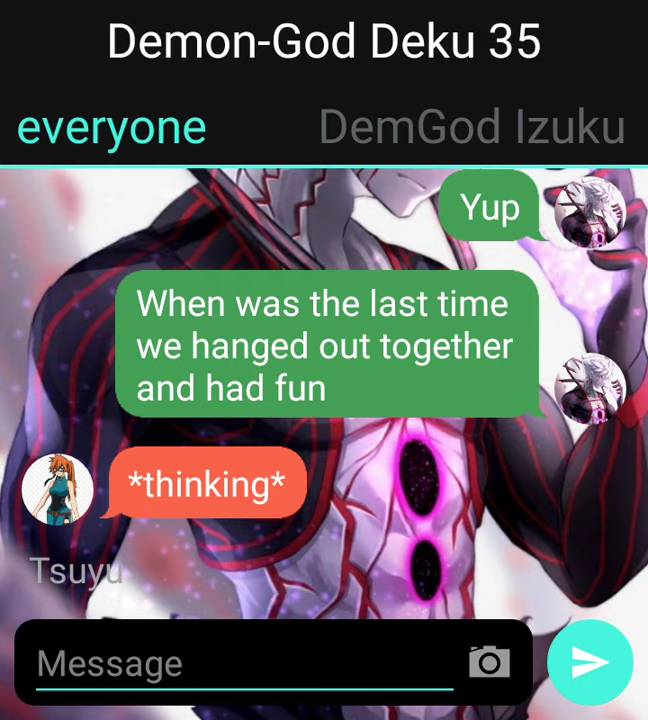 Demon-God Deku 35
everyone DemGod Izuku
Yup
When was the last time
we hanged out together
and had fun
*thinking*
Tsuyu
Message